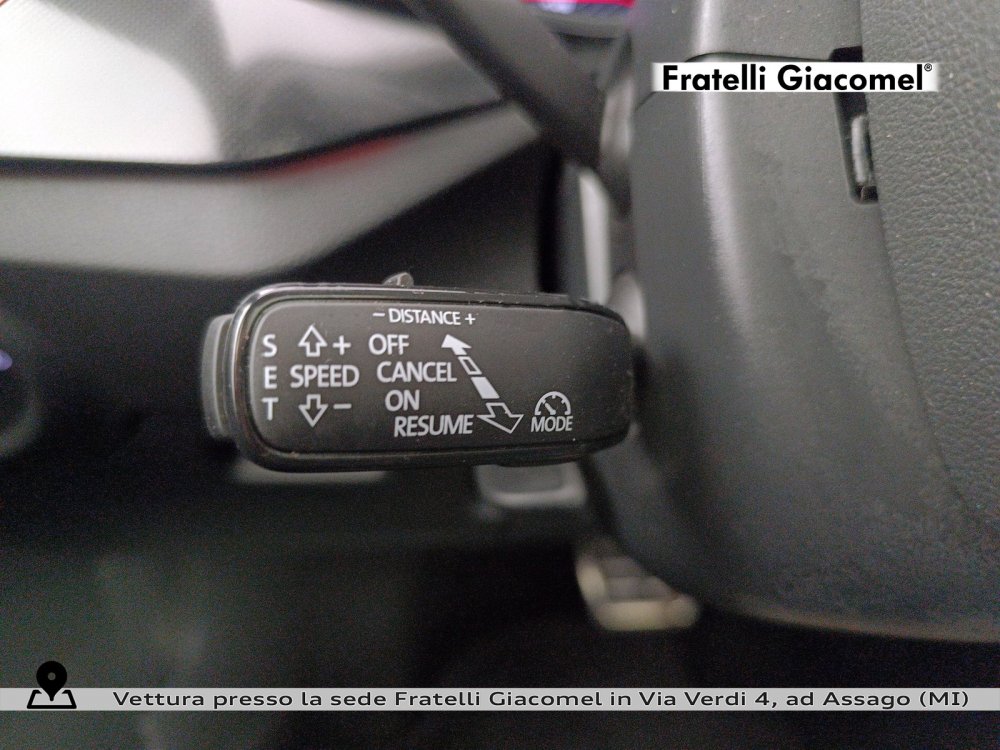 Fratelli Giacomel®
– DISTANCE +
S + OFF
E SPEED CANCEL
T – ON
RESUME MODE
Vettura presso la sede Fratelli Giacomel in Via Verdi 4, ad Assago (MI)